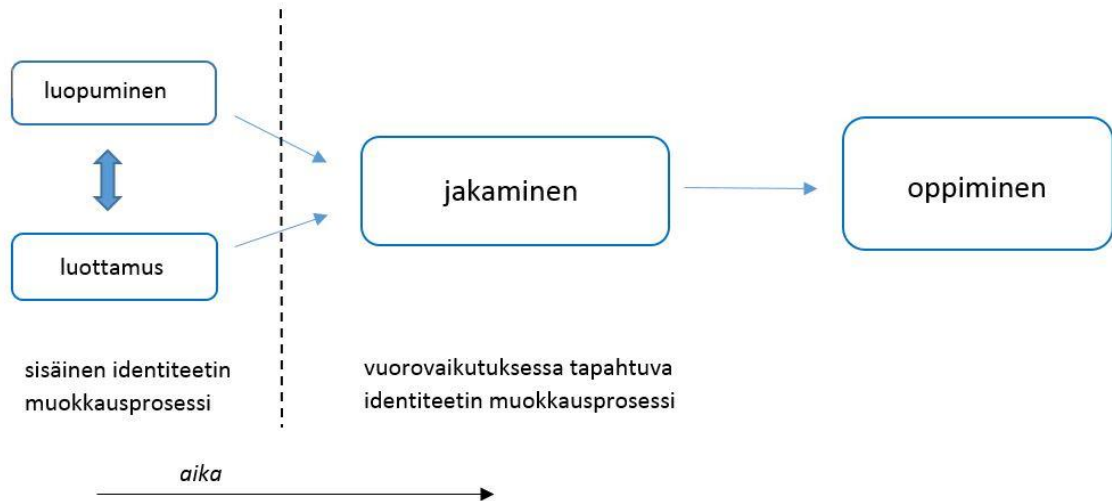 luopuminen
luottamus
jakaminen
oppiminen
sisäinen identiteetin
muokkausprosessi
vuorovaikutuksessa tapahtuva
identiteetin muokkausprosessi
aika